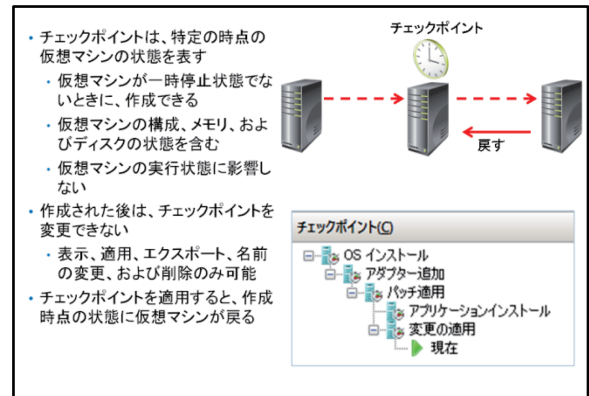 • チェックポイントは、特定の時点の
仮想マシンの状態を表す
• 仮想マシンが一時停止状態でな
いときに、作成できる
• 仮想マシンの構成、メモリ、およ
びディスクの状態を含む
• 仮想マシンの実行状態に影響し
ない
• 作成された後は、チェックポイントを
変更できない
• 表示、適用、エクスポート、名前
の変更、および削除のみ可能
• チェックポイントを適用すると、作成
時点の状態に仮想マシンが戻る
チェックポイント
戻す
チェックポイント(C)
OS インストール
アダプター追加
パッチ適用
アプリケーションインストール
変更の適用
現在